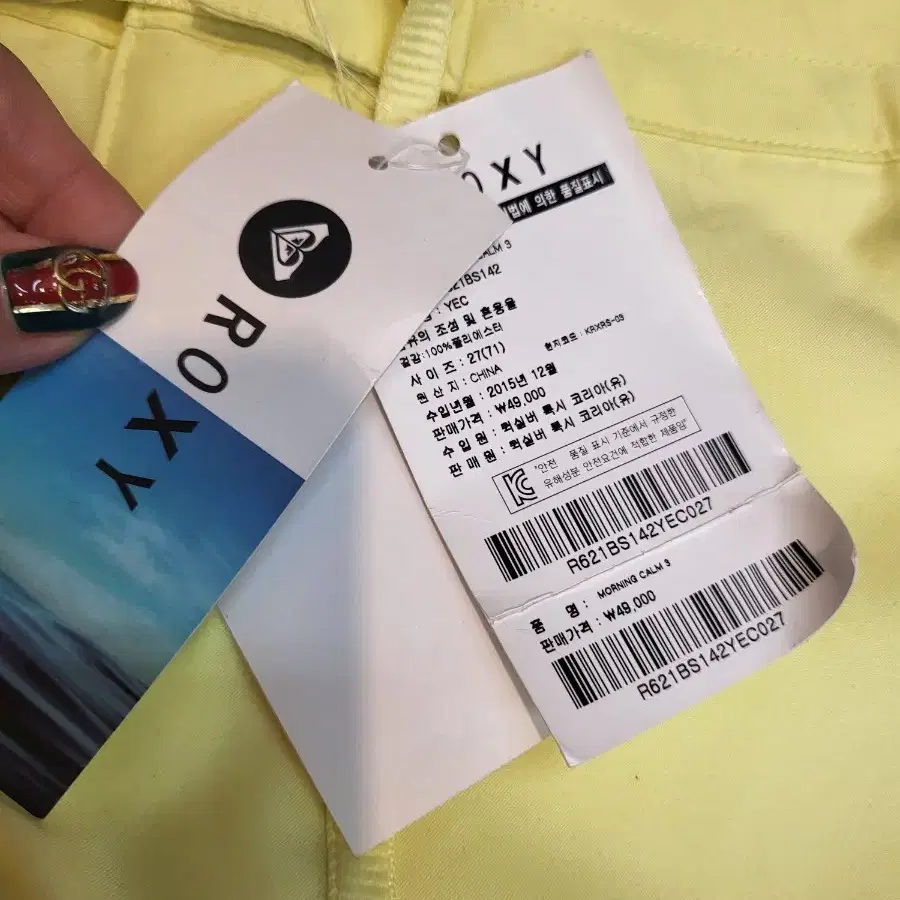 ROXY
OXY
법에 의한 품질표시
CALM 3
621BS142
: YEC
유의 조성 및 혼용율
겉감:100%폴리에스터
사 이 즈 : 27(71)
현지코드 : KRXRS-03
원 산 지 : CHINA
수입년월 : 2015년 12월
판매가격 : ₩49,000
수 입 원 : 퀵실버 록시 코리아(유)
판 매 원 : 퀵실버 록시 코리아(유)
"안전 품질 표시 기준에서 규정한
유해성분 안전요건에 적합한 제품임"
R621BS142YEC027
품 명 : MORNING CALM 3
판매가격 : ₩49,000
R621BS142YEC027